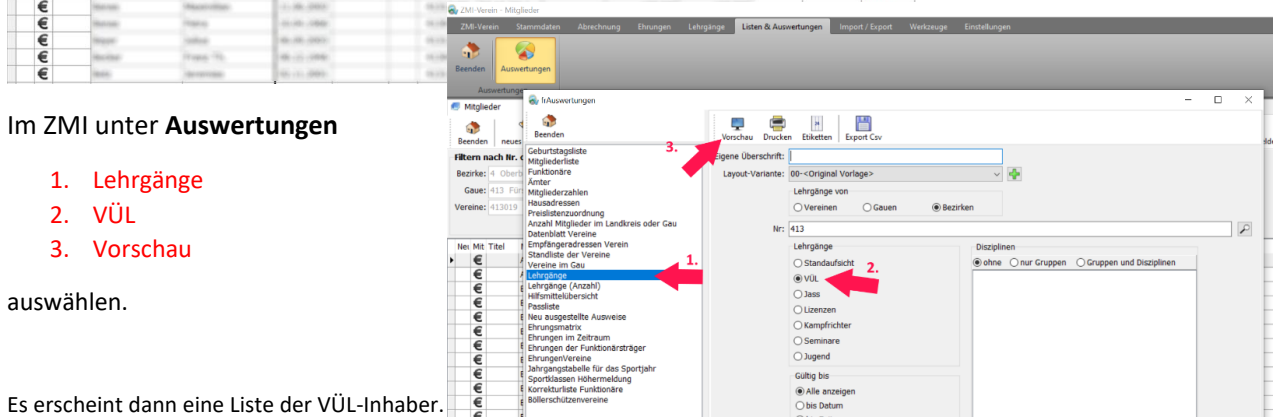 ZMI-Verein - Mitglieder
ZMI-Verein Stammdaten Abrechnung Ehrungen Lehrgänge Listen & Auswertungen Import / Export Werkzeuge Einstellungen
Beenden Auswertungen
Im ZMI unter Auswertungen
1. Lehrgänge
2. VÜL
3. Vorschau
auswählen.
Es erscheint dann eine Liste der VÜL-Inhaber.
Mitglieder
Beenden neues
Filtern nach Nr.
Bezirke: 4 Oberb
Gaue: 413 Für
Vereine: 413019
Nei Mit Titel
frAuswertungen
Beenden
Vorschau Drucken Etiketten Export Csv
3.
Geburtstagsliste
Mitgliederliste
Funktionäre
Ämter
Mitgliederzahlen
Hausadressen
Preislistenzuordnung
Anzahl Mitglieder im Landkreis oder Gau
Datenblatt Vereine
Empfängeradressen Verein
Standliste der Vereine
Vereine im Gau
Lehrgänge
1.
Lehrgänge (Anzahl)
Hilfsmittelübersicht
Passliste
Neu ausgestellte Ausweise
Ehrungsmatrix
Ehrungen im Zeitraum
Ehrungen der Funktionärsträger
EhrungenVereine
Jahrgangstabelle für das Sportjahr
Sportklassen Höhermeldung
Korrekturliste Funktionäre
Böllerschützenvereine
Eigene Überschrift:
Layout-Variante: 00-<Original Vorlage>
Lehrgänge von
Vereinen Gauen Bezirken
Nr: 413
Lehrgänge
Standaufsicht
VÜL
2.
Jass
Lizenzen
Kampfrichter
Seminare
Jugend
Gültig bis
Alle anzeigen
bis Datum
Disziplinen
ohne nur Gruppen Gruppen und Disziplinen